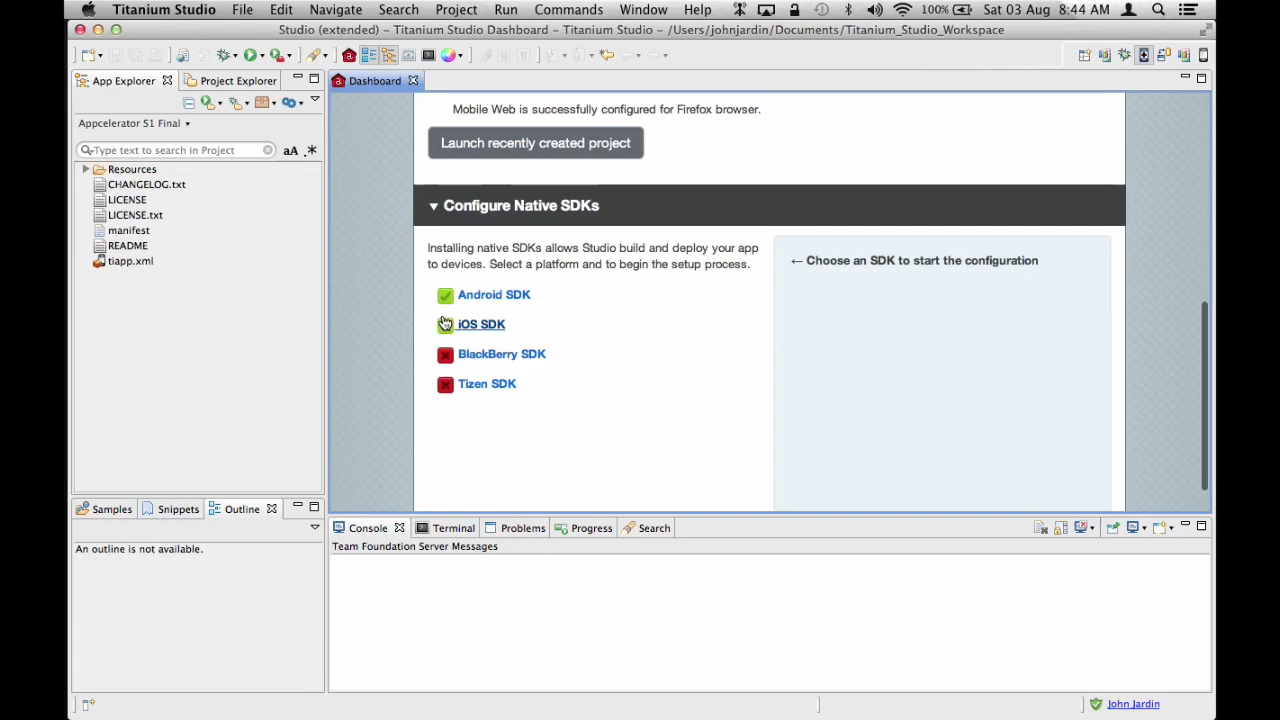 Titanium Studio File Edit Navigate Search Project Run Commands Window Help 100% Sat 03 Aug 8:44 AM
Studio (extended) – Titanium Studio Dashboard – Titanium Studio – /Users/johnjardin/Documents/Titanium_Studio_Workspace
App Explorer Project Explorer Dashboard
Appcelerator S1 Final
Type text to search in Project aA .*
Resources
CHANGELOG.txt
LICENSE
LICENSE.txt
manifest
README
tiapp.xml
Mobile Web is successfully configured for Firefox browser.
Launch recently created project
Configure Native SDKs
Installing native SDKs allows Studio build and deploy your app
to devices. Select a platform and to begin the setup process.
Android SDK
iOS SDK
BlackBerry SDK
Tizen SDK
← Choose an SDK to start the configuration
Samples Snippets Outline
An outline is not available.
Console Terminal Problems Progress Search
Team Foundation Server Messages
John Jardin